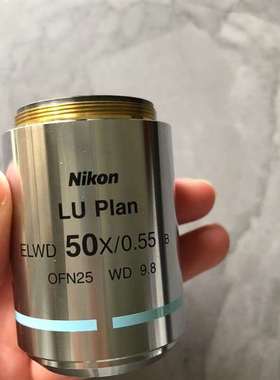 Nikon
LU Plan
ELWD 50X/0.55 B
OFN25 WD 9.8